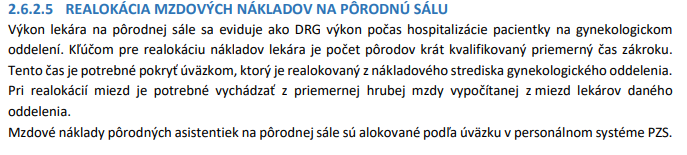 2.6.2.5 REALOKÁCIA MZDOVÝCH NÁKLADOV NA PÔRODNÚ SÁLU
Výkon lekára na pôrodnej sále sa eviduje ako DRG výkon počas hospitalizácie pacientky na gynekologickom
oddelení. Kľúčom pre realokáciu nákladov lekára je počet pôrodov krát kvalifikovaný priemerný čas zákroku.
Tento čas je potrebné pokryť úväzkom, ktorý je realokovaný z nákladového strediska gynekologického oddelenia.
Pri realokácií miezd je potrebné vychádzať z priemernej hrubej mzdy vypočítanej z miezd lekárov daného
oddelenia.
Mzdové náklady pôrodných asistentiek na pôrodnej sále sú alokované podľa úväzku v personálnom systéme PZS.